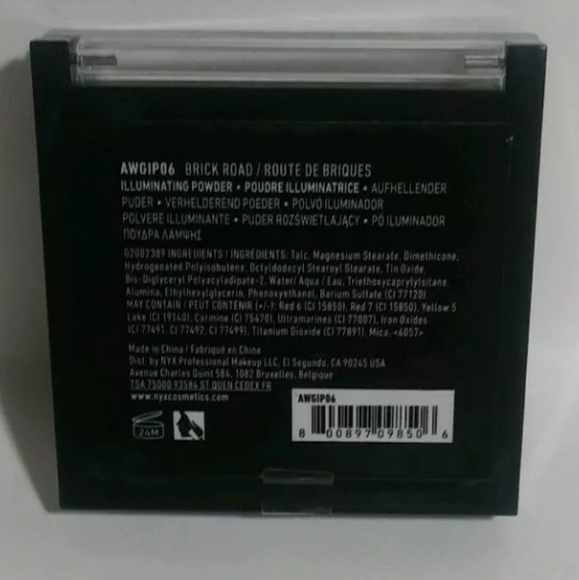 AWGIP06 BRICK ROAD / ROUTE DE BRIQUES
ILLUMINATING POWDER • POUDRE ILLUMINATRICE • AUFHELLENDER
PUDER • VERHELDEREND POEDER • POLVO ILUMINADOR
POLVERE ILLUMINANTE • PUDER ROZŚWIETLAJĄCY • PÓ ILUMINADOR
ΠΟΥΔΡΑ ΛΑΜΨΗΣ
G2002389 INGREDIENTS / INGRÉDIENTS: Talc, Magnesium Stearate, Dimethicone,
Hydrogenated Polyisobutene, Octyldodecyl Stearoyl Stearate, Tin Oxide,
Bis-Diglyceryl Polyacyladipate-2, Water/ Aqua / Eau, Triethoxycaprylylsilane,
Alumina, Ethylhexylglycerin, Phenoxyethanol, Barium Sulfate (CI 77120)
MAY CONTAIN / PEUT CONTENIR (+/-): Red 6 (CI 15850), Red 7 (CI 15850), Yellow 5
Lake (CI 19140), Carmine (CI 75470), Ultramarines (CI 77007), Iron Oxides
(CI 77491, CI 77492, CI 77499), Titanium Dioxide (CI 77891), Mica. <6057>
Made in China / Fabriqué en Chine
Dist. by NYX Professional Makeup LLC, El Segundo, CA 90245 USA
Avenue Charles Quint 584, 1082 Bruxelles, Belgique
TSA 75000 93584 ST OUEN CEDEX FR
www.nyxcosmetics.com
24M
AWGIP06
8 00897 09850 6